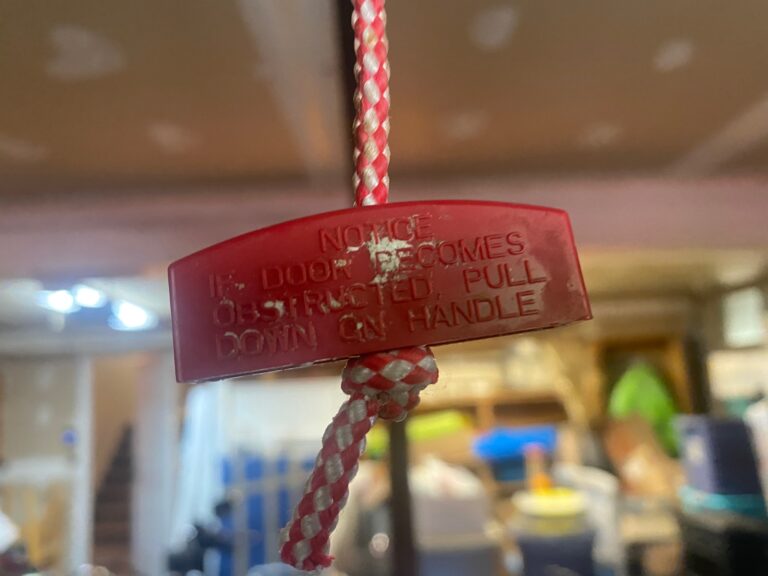 NOTICE
IF DOOR BECOMES
OBSTRUCTED, PULL
DOWN ON HANDLE